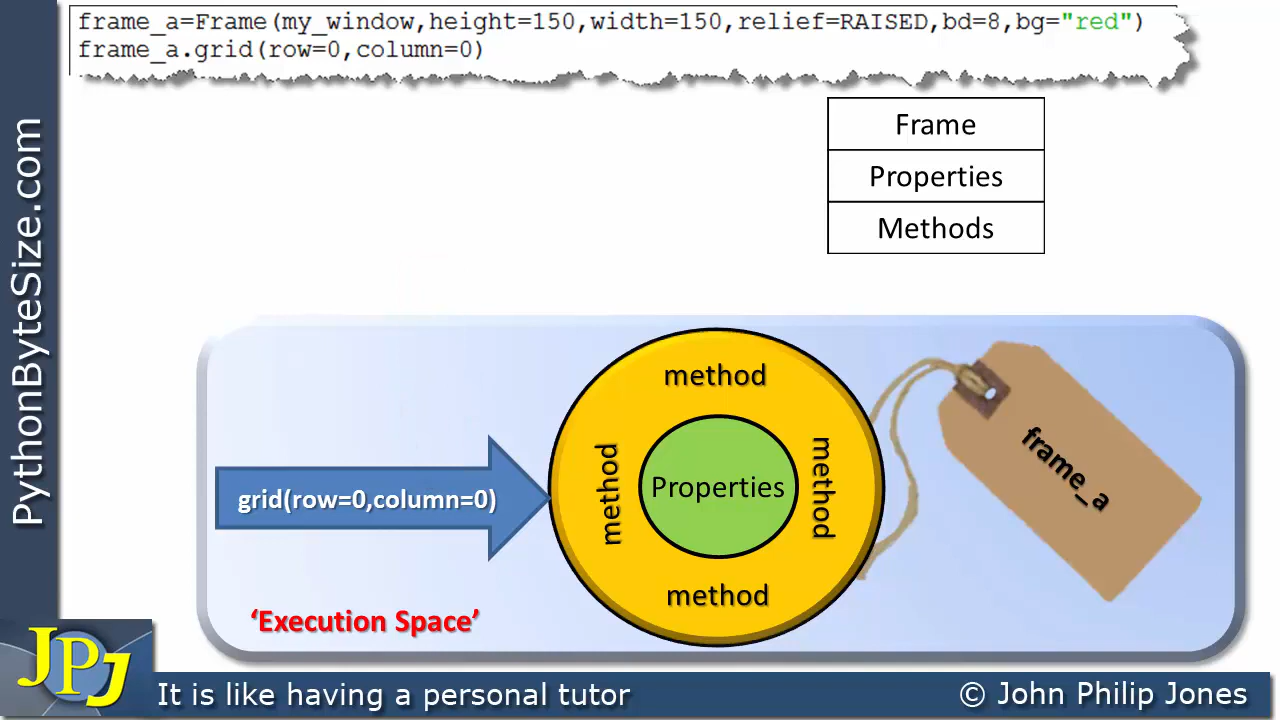 frame_a=Frame(my_window,height=150,width=150,relief=RAISED,bd=8,bg="red")
frame_a.grid(row=0,column=0)
Frame
Properties
Methods
PythonByteSize.com
method
method
Properties
method
method
grid(row=0,column=0)
frame_a
‘Execution Space’
JPJ
It is like having a personal tutor
© John Philip Jones